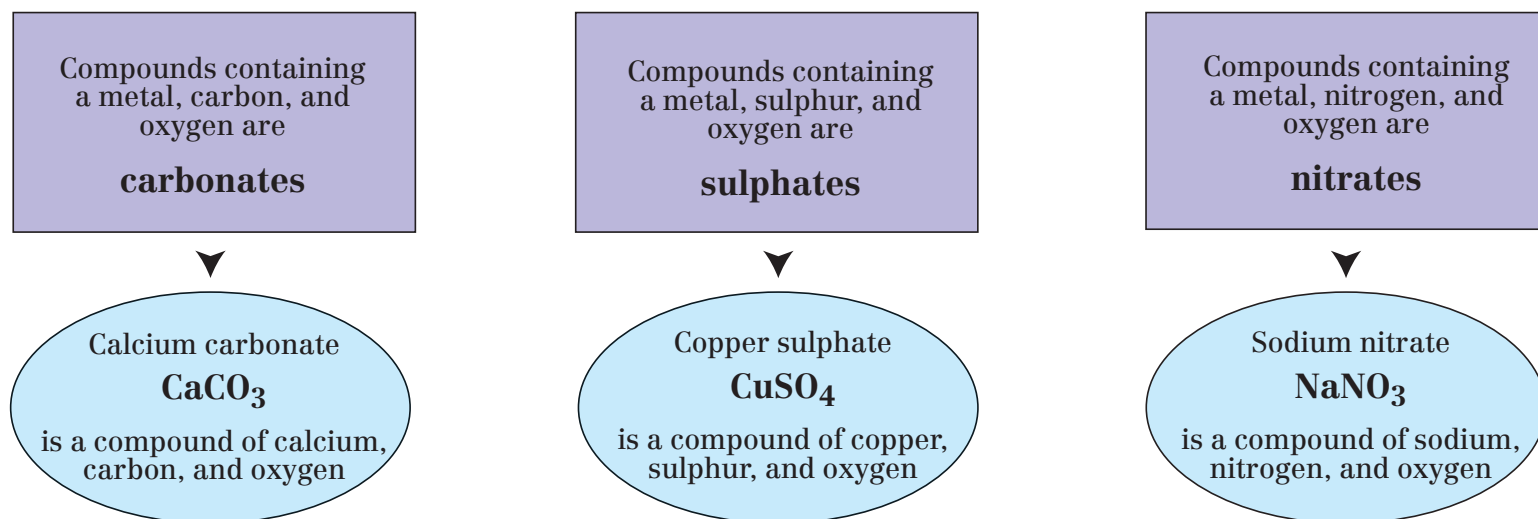 Compounds containing
a metal, carbon, and
oxygen are
carbonates
Compounds containing
a metal, sulphur, and
oxygen are
sulphates
Compounds containing
a metal, nitrogen, and
oxygen are
nitrates
Calcium carbonate
CaCO₃
is a compound of calcium,
carbon, and oxygen
Copper sulphate
CuSO₄
is a compound of copper,
sulphur, and oxygen
Sodium nitrate
NaNO₃
is a compound of sodium,
nitrogen, and oxygen